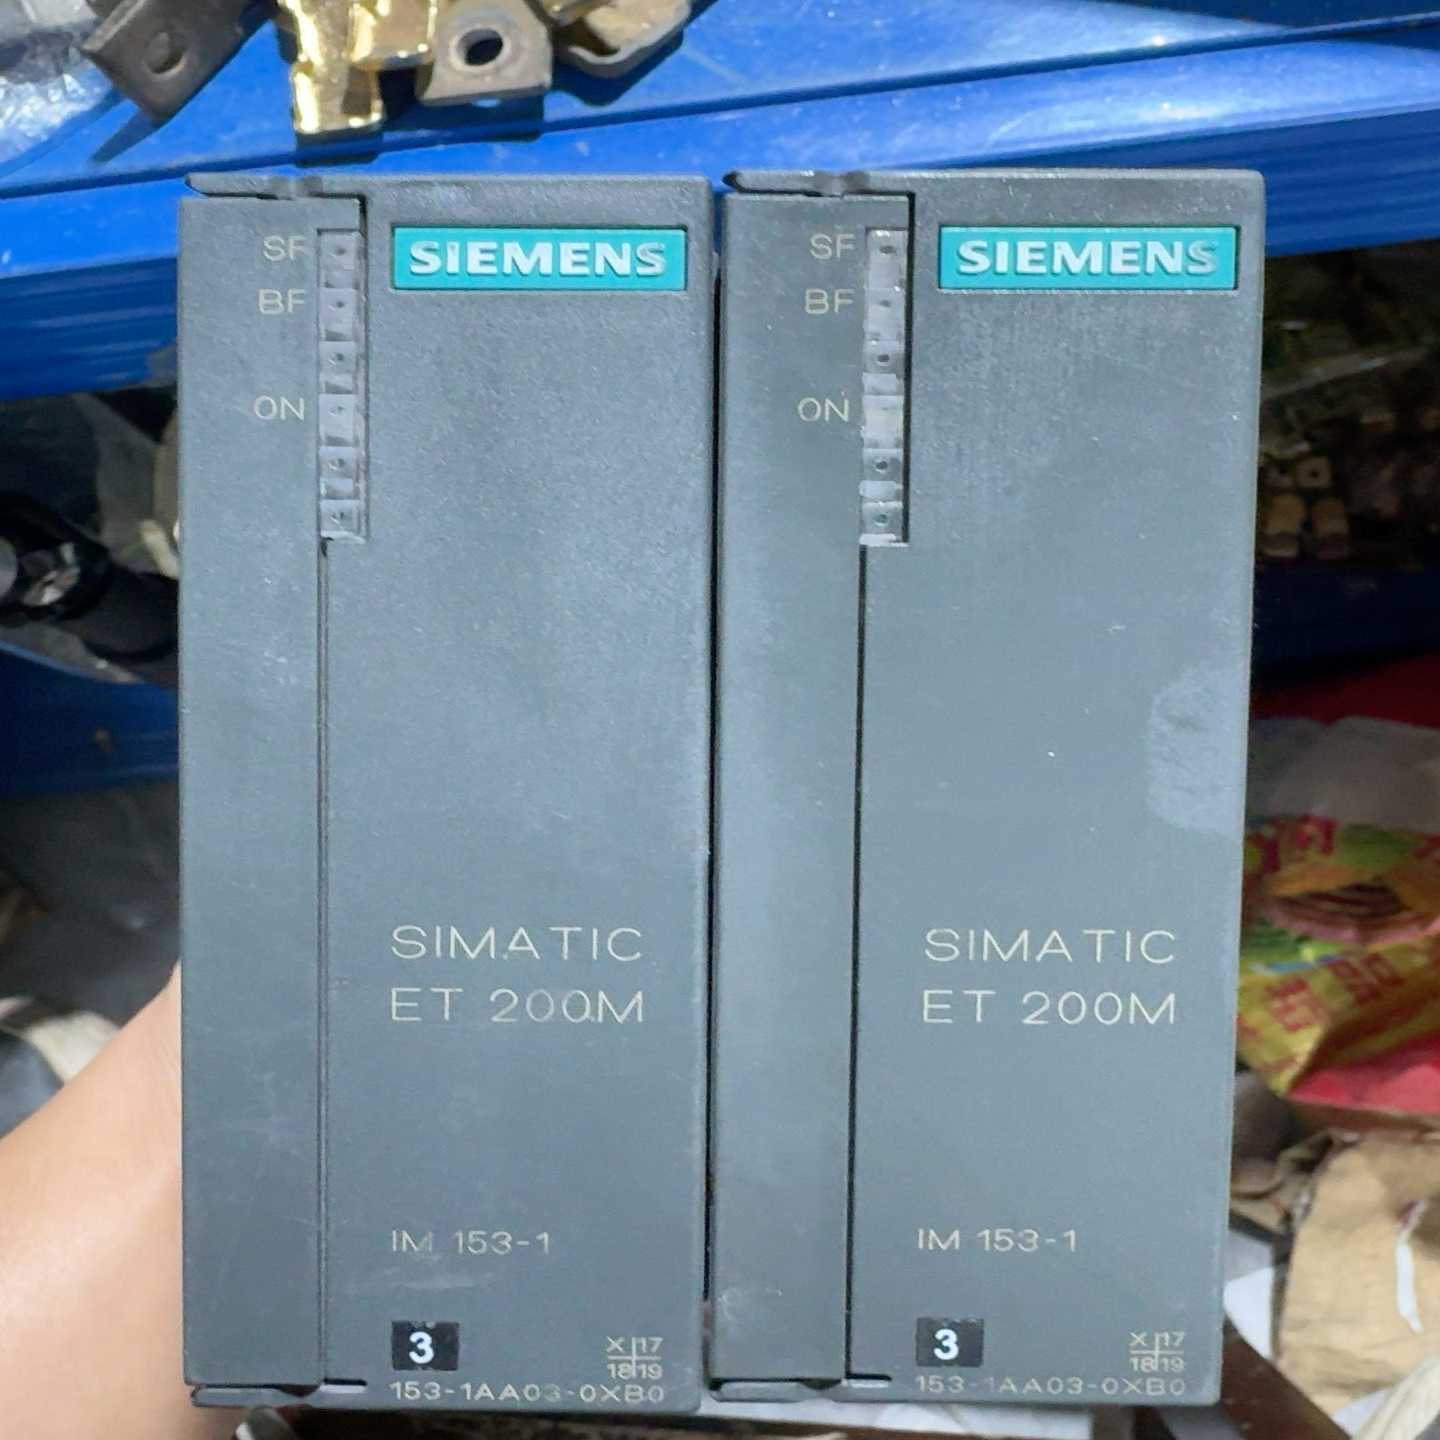 SIEMENS
SF
BF
ON
SIMATIC
ET 200M
IM 153-1
3
X 17
18 19
153-1AA03-0XB0
SIEMENS
SF
BF
ON
SIMATIC
ET 200M
IM 153-1
3
X 17
18 19
153-1AA03-0XB0